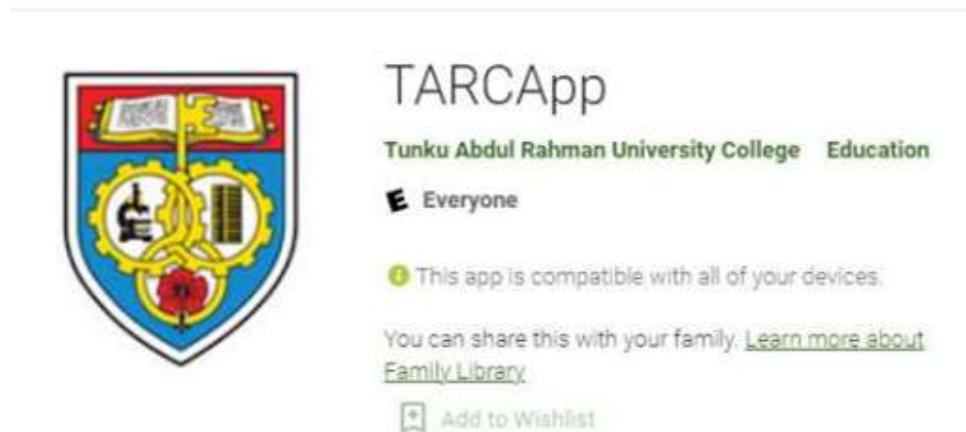 TARCApp
Tunku Abdul Rahman University College Education
E Everyone
This app is compatible with all of your devices.
You can share this with your family. Learn more about
Family Library
Add to Wishlist